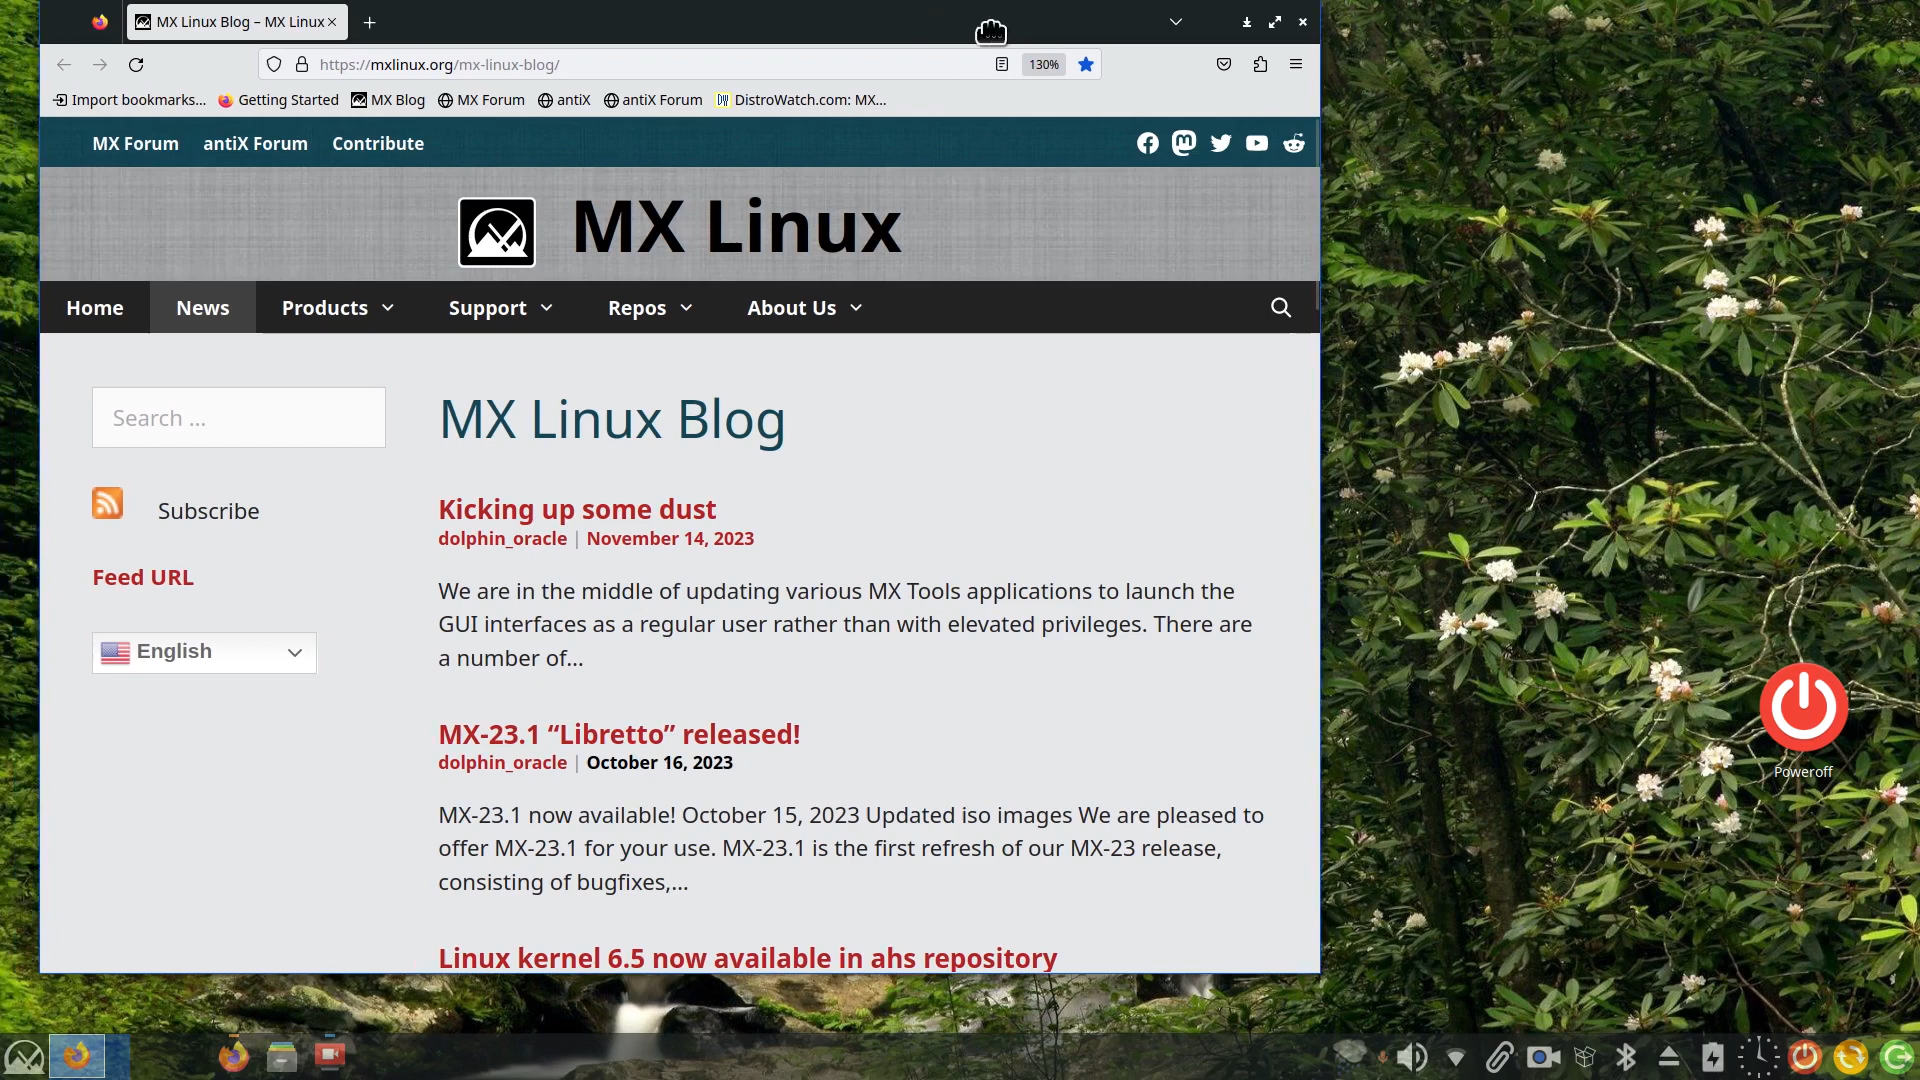 MX Linux Blog – MX Linux
https://mxlinux.org/mx-linux-blog/
130%
Import bookmarks...
Getting Started
MX Blog
MX Forum
antiX
antiX Forum
DW DistroWatch.com: MX...
MX Forum
antiX Forum
Contribute
MX Linux
Home
News
Products
Support
Repos
About Us
Search ...
Subscribe
Feed URL
English
MX Linux Blog
Kicking up some dust
dolphin_oracle | November 14, 2023
We are in the middle of updating various MX Tools applications to launch the
GUI interfaces as a regular user rather than with elevated privileges. There are
a number of...
MX-23.1 “Libretto” released!
dolphin_oracle | October 16, 2023
MX-23.1 now available! October 15, 2023 Updated iso images We are pleased to
offer MX-23.1 for your use. MX-23.1 is the first refresh of our MX-23 release,
consisting of bugfixes,...
Linux kernel 6.5 now available in ahs repository
Poweroff